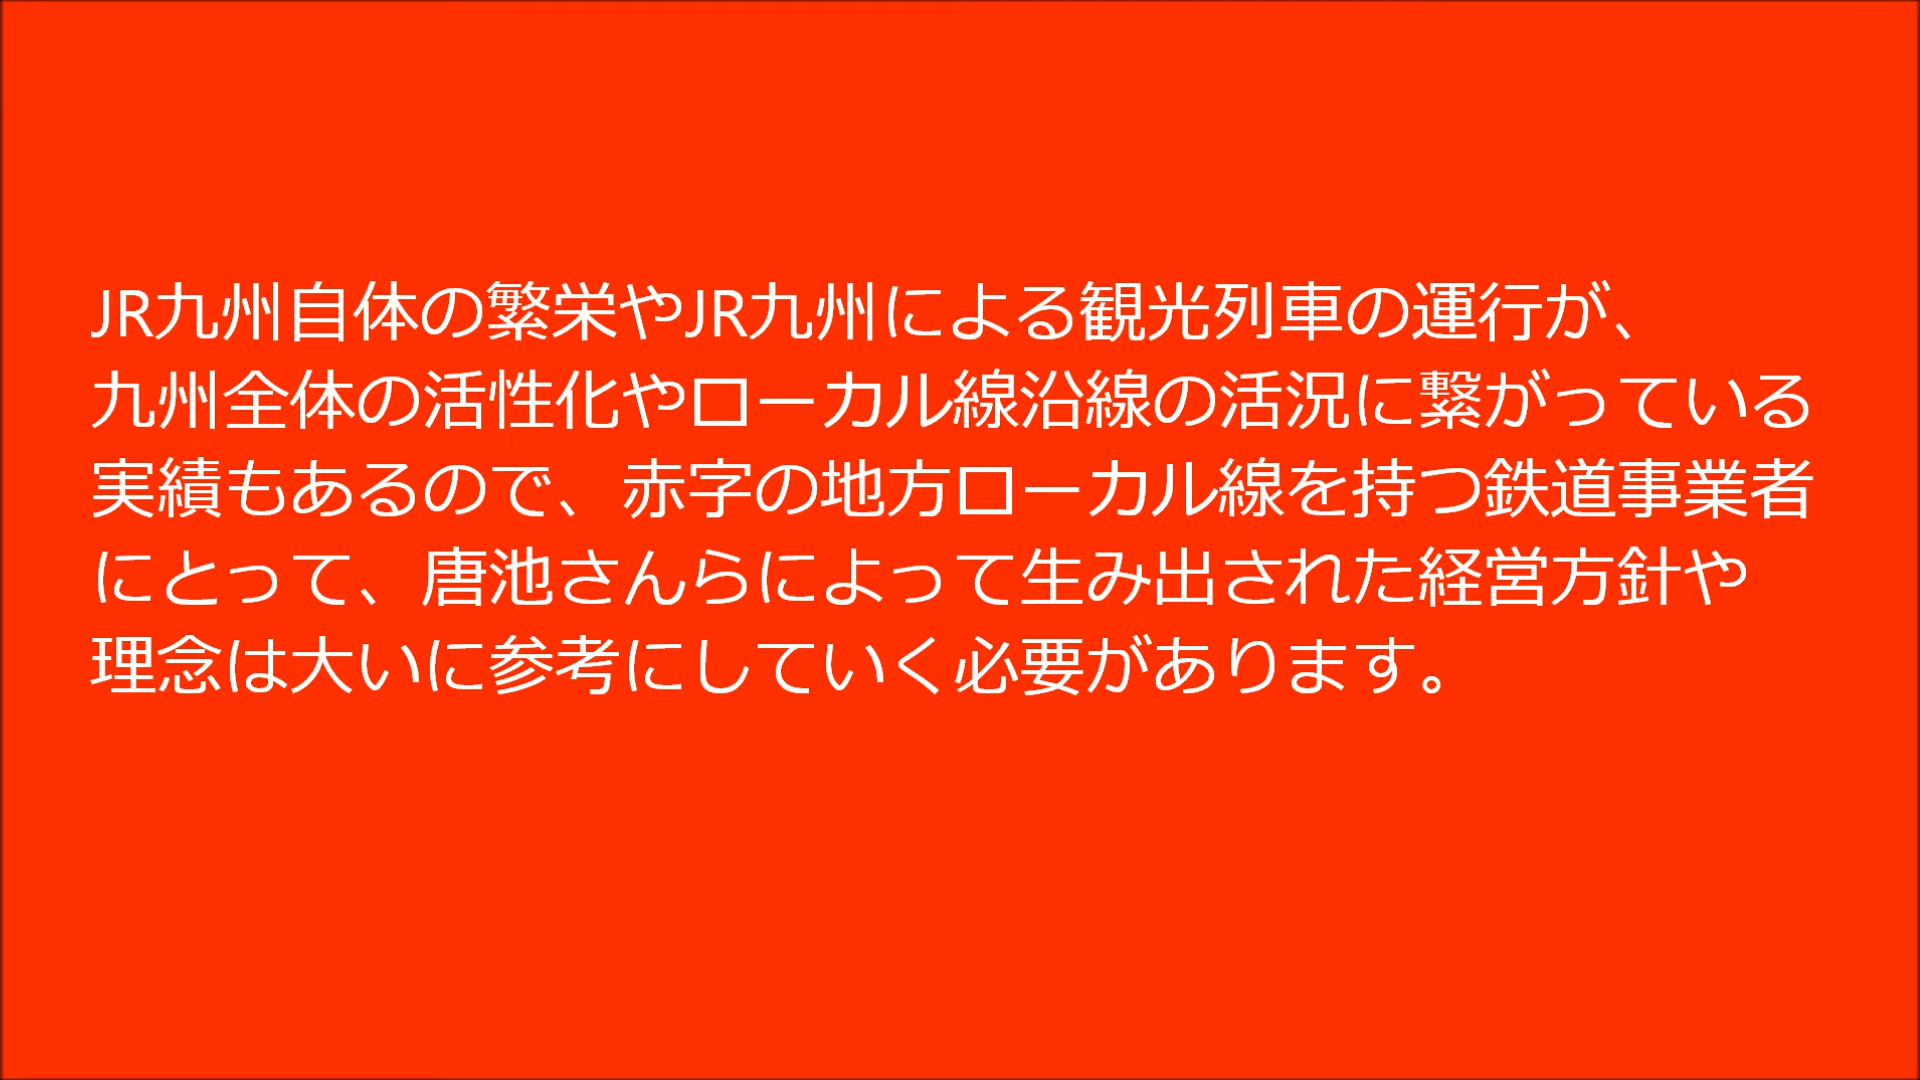 JR九州自体の繁栄やJR九州による観光列車の運行が、
九州全体の活性化やローカル線沿線の活況に繋がっている
実績もあるので、赤字の地方ローカル線を持つ鉄道事業者
にとって、唐池さんらによって生み出された経営方針や
理念は大いに参考にしていく必要があります。